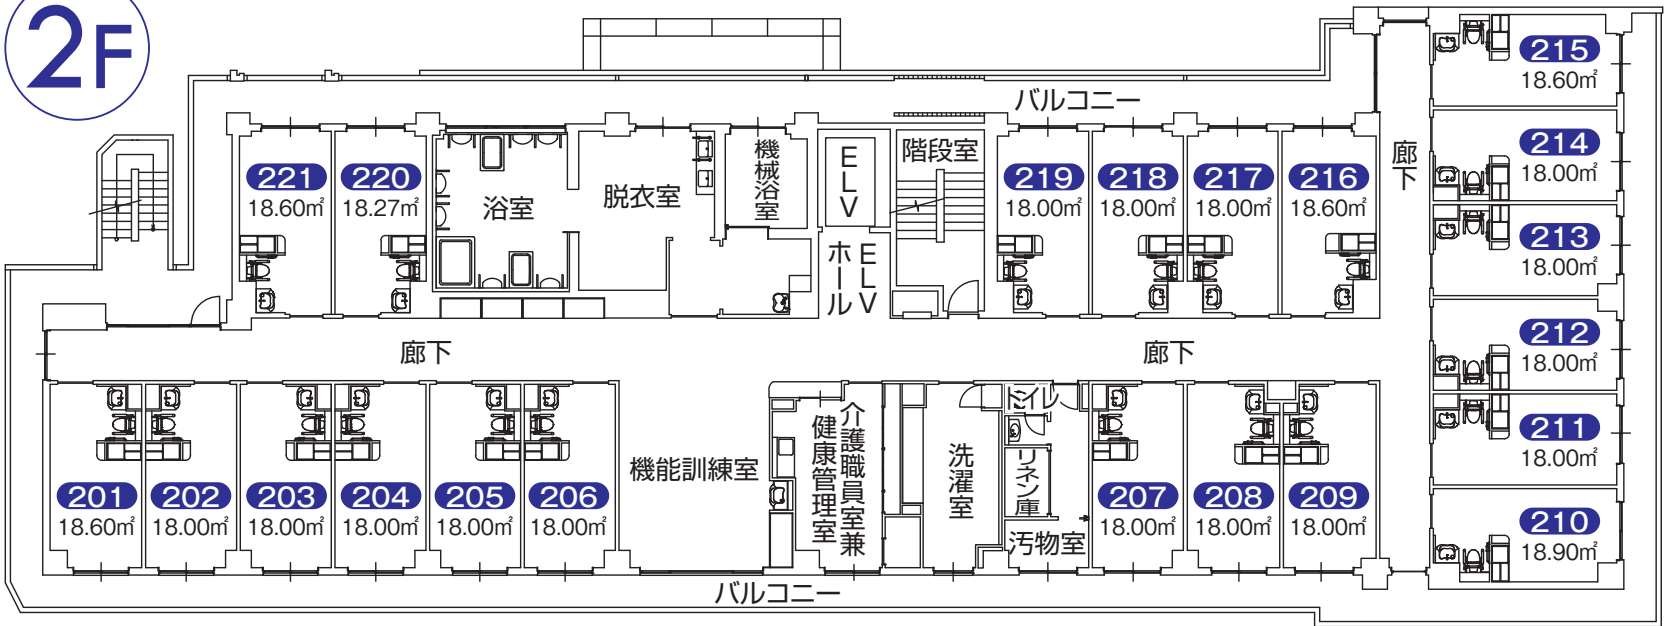 2F
バルコニー
215
18.60㎡
214
18.00㎡
213
18.00㎡
212
18.00㎡
211
18.00㎡
210
18.90㎡
廊下
221
18.60㎡
220
18.27㎡
浴室
脱衣室
機械浴室
ELV
ELV
ホール
階段室
219
18.00㎡
218
18.00㎡
217
18.00㎡
216
18.60㎡
廊下
廊下
201
18.60㎡
202
18.00㎡
203
18.00㎡
204
18.00㎡
205
18.00㎡
206
18.00㎡
機能訓練室
介護職員室兼
健康管理室
洗濯室
トイレ
リネン庫
汚物室
207
18.00㎡
208
18.00㎡
209
18.00㎡
バルコニー